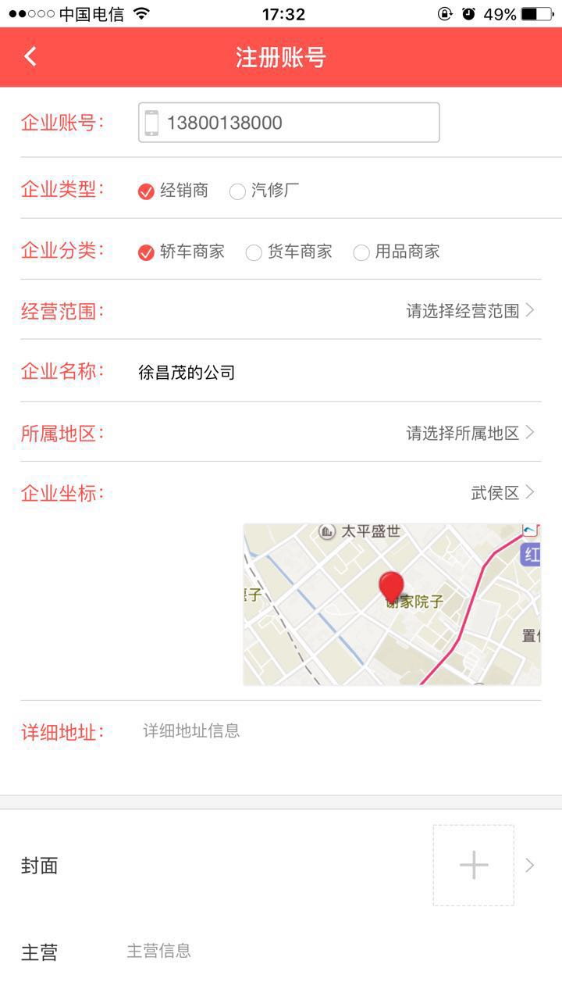 中国电信 17:32 49%
注册账号
企业账号： 13800138000
企业类型： 经销商 汽修厂
企业分类： 轿车商家 货车商家 用品商家
经营范围： 请选择经营范围
企业名称： 徐昌茂的公司
所属地区： 请选择所属地区
企业坐标： 武侯区
太平盛世
红
子
谢家院子
置信
详细地址： 详细地址信息
封面
主营 主营信息